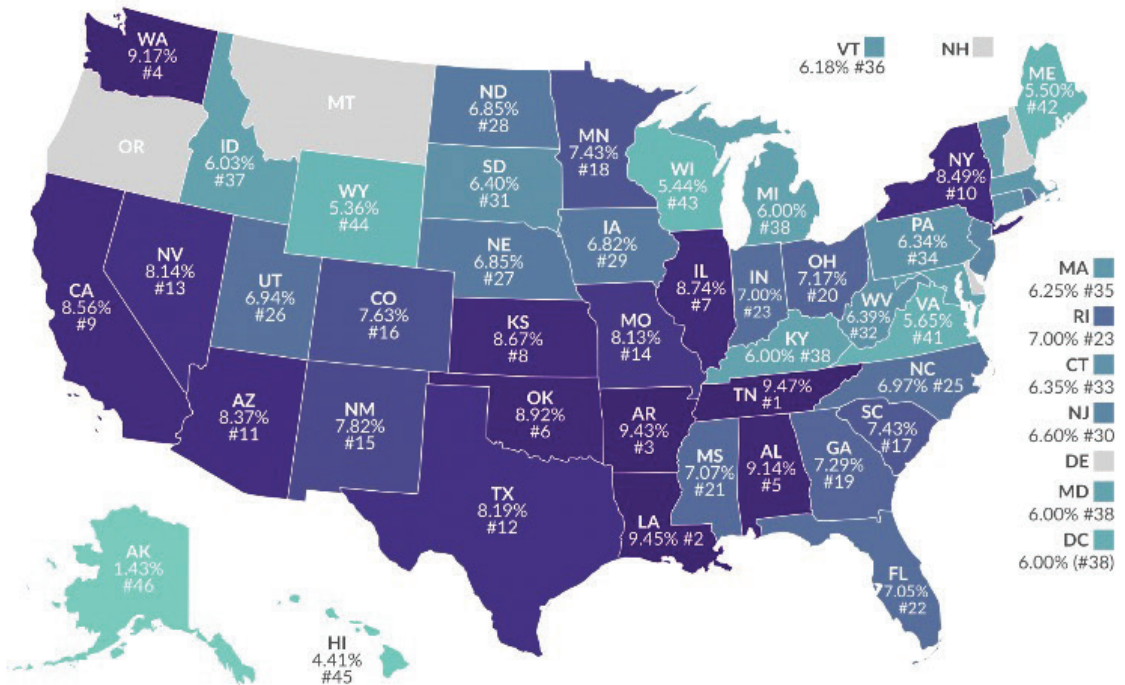 WA
9.17%
#4
VT
6.18% #36
NH
ME
5.50%
#42
MT
ND
6.85%
#28
MN
7.43%
#18
OR
ID
6.03%
#37
WY
5.36%
#44
SD
6.40%
#31
WI
5.44%
#43
MI
6.00%
#38
NY
8.49%
#10
NV
8.14%
#13
CA
8.56%
#9
UT
6.94%
#26
CO
7.63%
#16
NE
6.85%
#27
IA
6.82%
#29
IL
8.74%
#7
IN
7.00%
#23
OH
7.17%
#20
PA
6.34%
#34
WV
6.39%
#32
VA
5.65%
#41
KS
8.67%
#8
MO
8.13%
#14
KY
6.00% #38
TN 9.47%
#1
NC
6.97% #25
AZ
8.37%
#11
NM
7.82%
#15
OK
8.92%
#6
AR
9.43%
#3
MS
7.07%
#21
AL
9.14%
#5
GA
7.29%
#19
SC
7.43%
#17
TX
8.19%
#12
LA
9.45% #2
FL
7.05%
#22
AK
1.43%
#46
HI
4.41%
#45
MA
6.25% #35
RI
7.00% #23
CT
6.35% #33
NJ
6.60% #30
DE
MD
6.00% #38
DC
6.00% (#38)